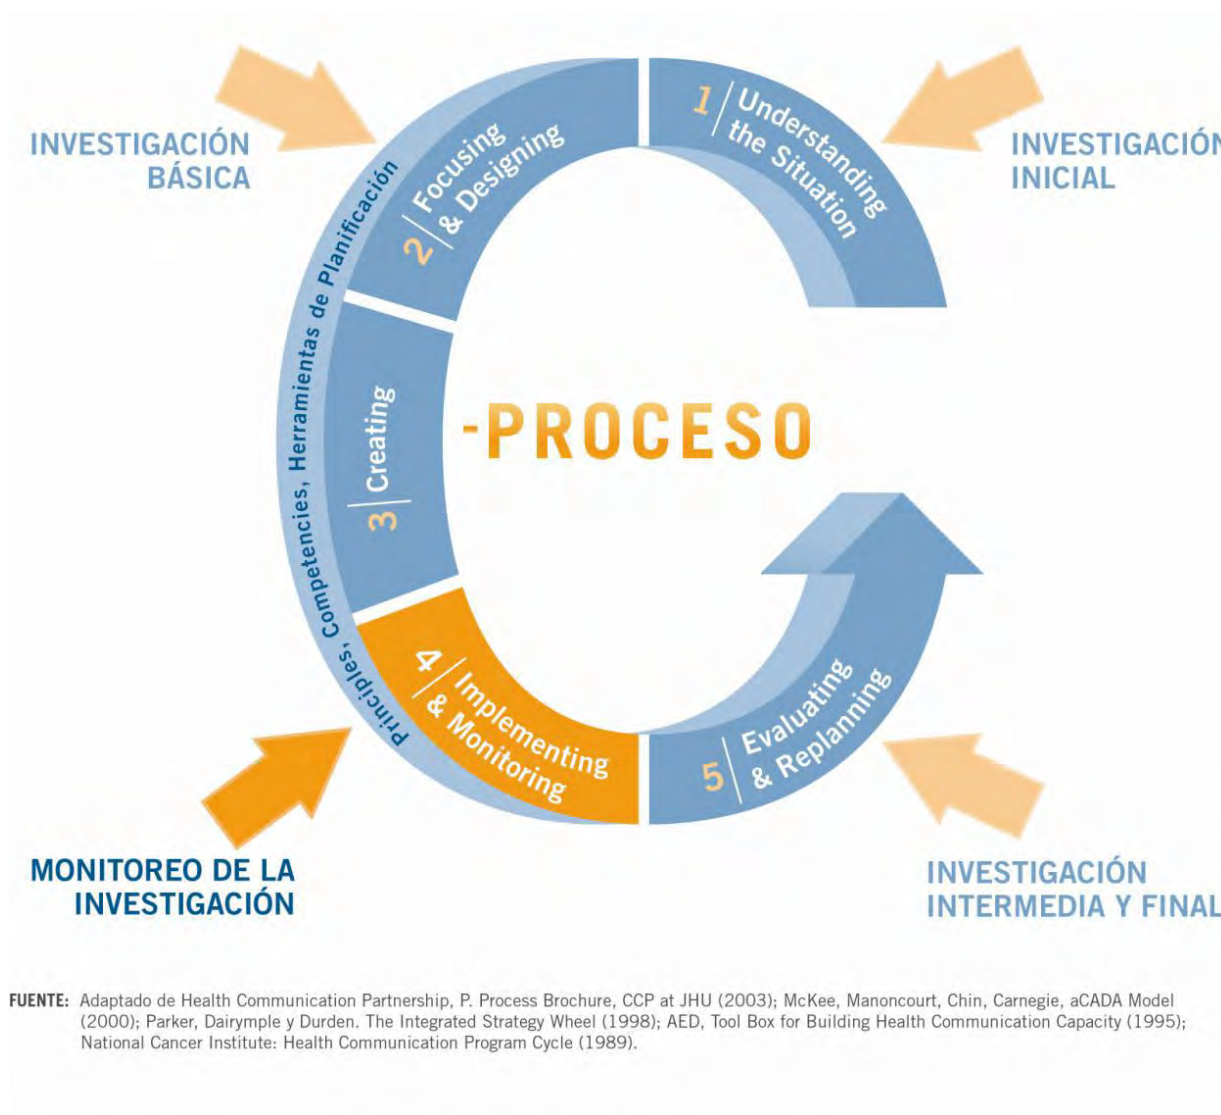 INVESTIGACIÓN
BÁSICA
1
Understanding
the Situation
INVESTIGACIÓN
INICIAL
2
Focusing
& Designing
Principles, Competencies, Herramientas de Planificación
3
Creating
-PROCESO
4
Implementing
& Monitoring
5
Evaluating
& Replanning
MONITOREO DE LA
INVESTIGACIÓN
INVESTIGACIÓN
INTERMEDIA Y FINAL
FUENTE: Adaptado de Health Communication Partnership, P. Process Brochure, CCP at JHU (2003); McKee, Manoncourt, Chin, Carnegie, aCADA Model
(2000); Parker, Dairymple y Durden. The Integrated Strategy Wheel (1998); AED, Tool Box for Building Health Communication Capacity (1995);
National Cancer Institute: Health Communication Program Cycle (1989).